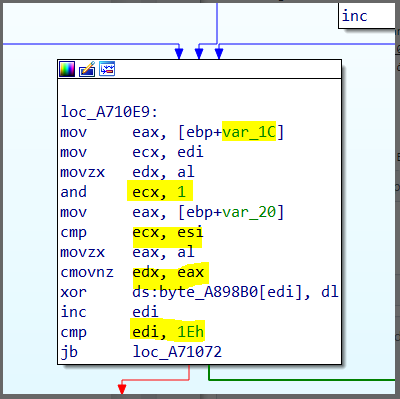 inc
loc_A710E9:
mov eax, [ebp+var_1C]
mov ecx, edi
movzx edx, al
and ecx, 1
mov eax, [ebp+var_20]
cmp ecx, esi
movzx eax, al
cmovnz edx, eax
xor ds:byte_A898B0[edi], dl
inc edi
cmp edi, 1Eh
jb loc_A71072